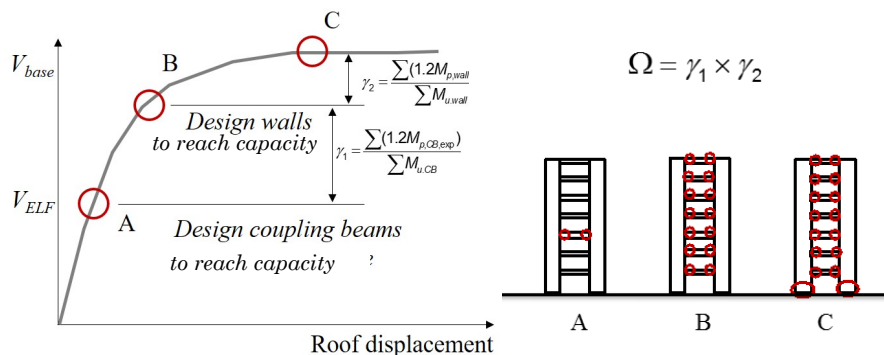 C
B
V_base
γ₂ = ∑(1.2M_p,wall) / ∑M_u.wall
Ω = γ₁ × γ₂
Design walls
to reach capacity
γ₁ = ∑(1.2M_p,CB,exp) / ∑M_u.CB
V_ELF
A
Design coupling beams
to reach capacity ,
Roof displacement
A B C